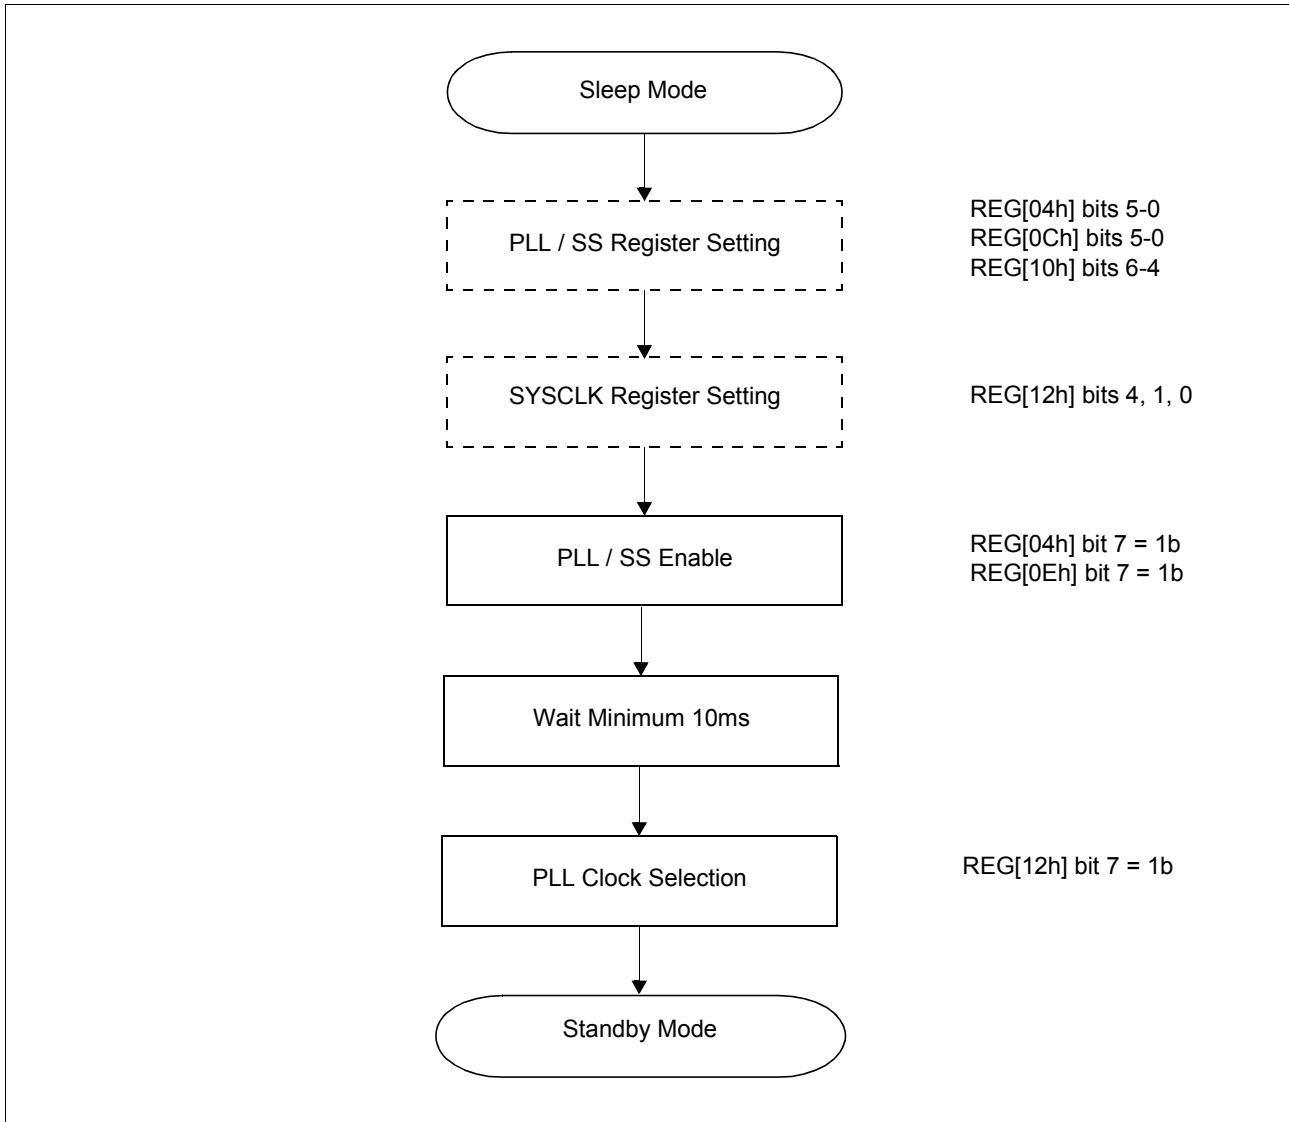 Sleep Mode
PLL / SS Register Setting
REG[04h] bits 5-0
REG[0Ch] bits 5-0
REG[10h] bits 6-4
SYSCLK Register Setting
REG[12h] bits 4, 1, 0
PLL / SS Enable
REG[04h] bit 7 = 1b
REG[0Eh] bit 7 = 1b
Wait Minimum 10ms
PLL Clock Selection
REG[12h] bit 7 = 1b
Standby Mode